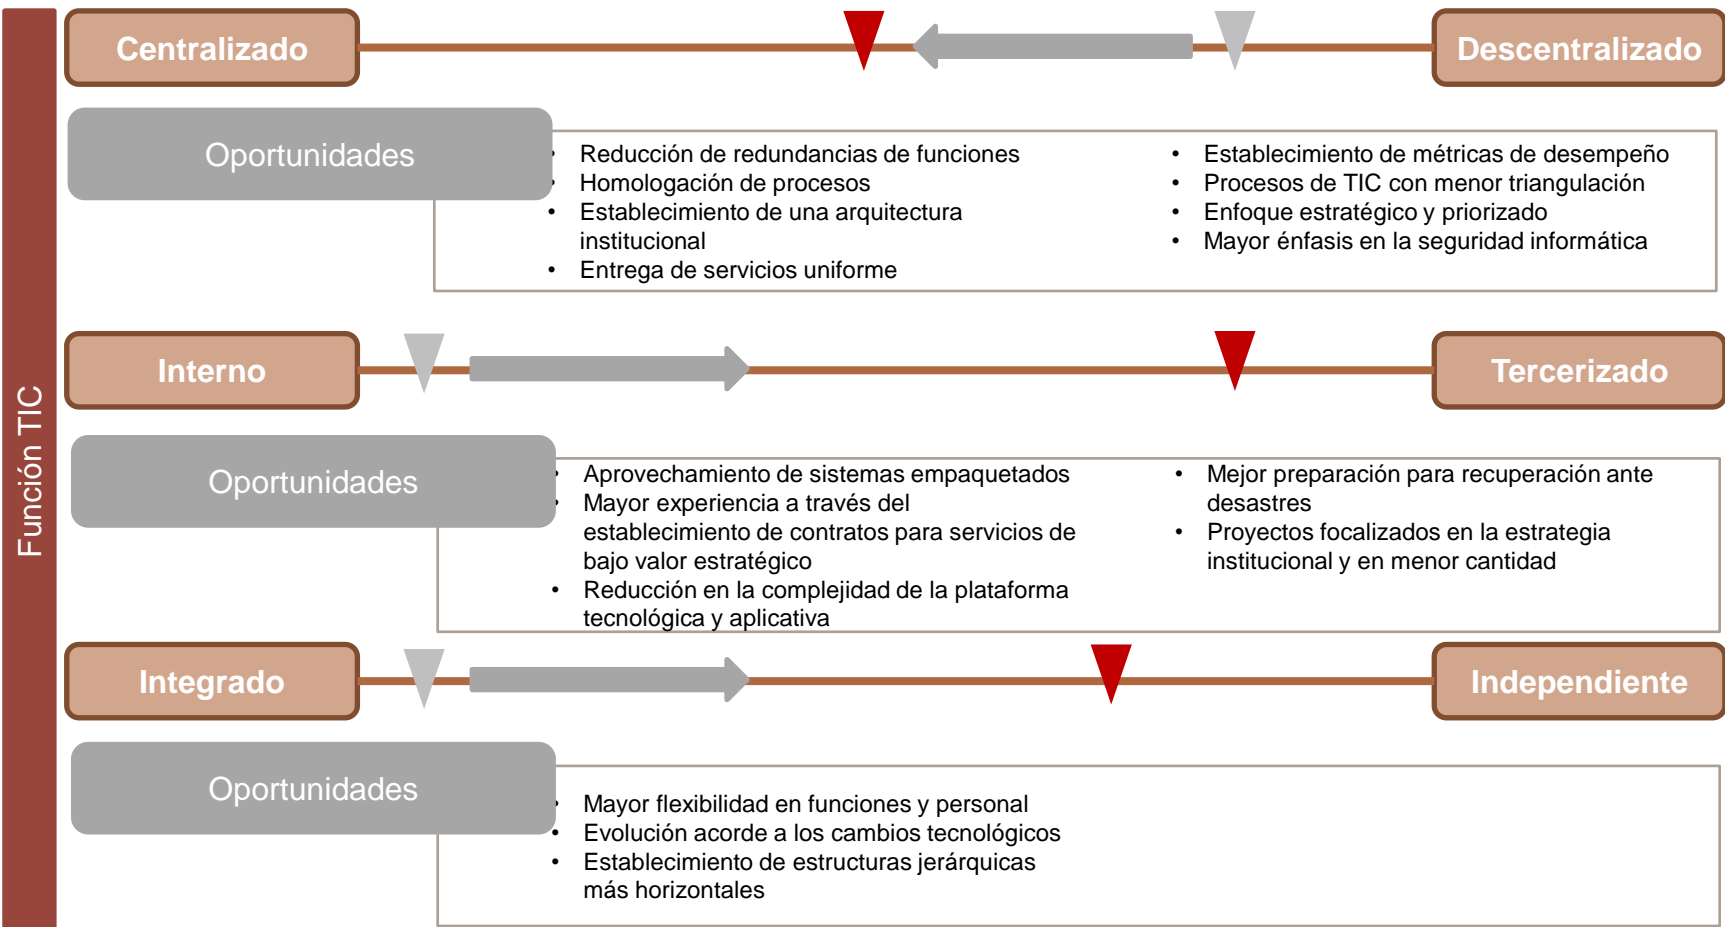 Función TIC
Centralizado
Descentralizado
Oportunidades
• Reducción de redundancias de funciones
• Homologación de procesos
• Establecimiento de una arquitectura
institucional
• Entrega de servicios uniforme
• Establecimiento de métricas de desempeño
• Procesos de TIC con menor triangulación
• Enfoque estratégico y priorizado
• Mayor énfasis en la seguridad informática
Interno
Tercerizado
Oportunidades
• Aprovechamiento de sistemas empaquetados
• Mayor experiencia a través del
establecimiento de contratos para servicios de
bajo valor estratégico
• Reducción en la complejidad de la plataforma
tecnológica y aplicativa
• Mejor preparación para recuperación ante
desastres
• Proyectos focalizados en la estrategia
institucional y en menor cantidad
Integrado
Independiente
Oportunidades
• Mayor flexibilidad en funciones y personal
• Evolución acorde a los cambios tecnológicos
• Establecimiento de estructuras jerárquicas
más horizontales